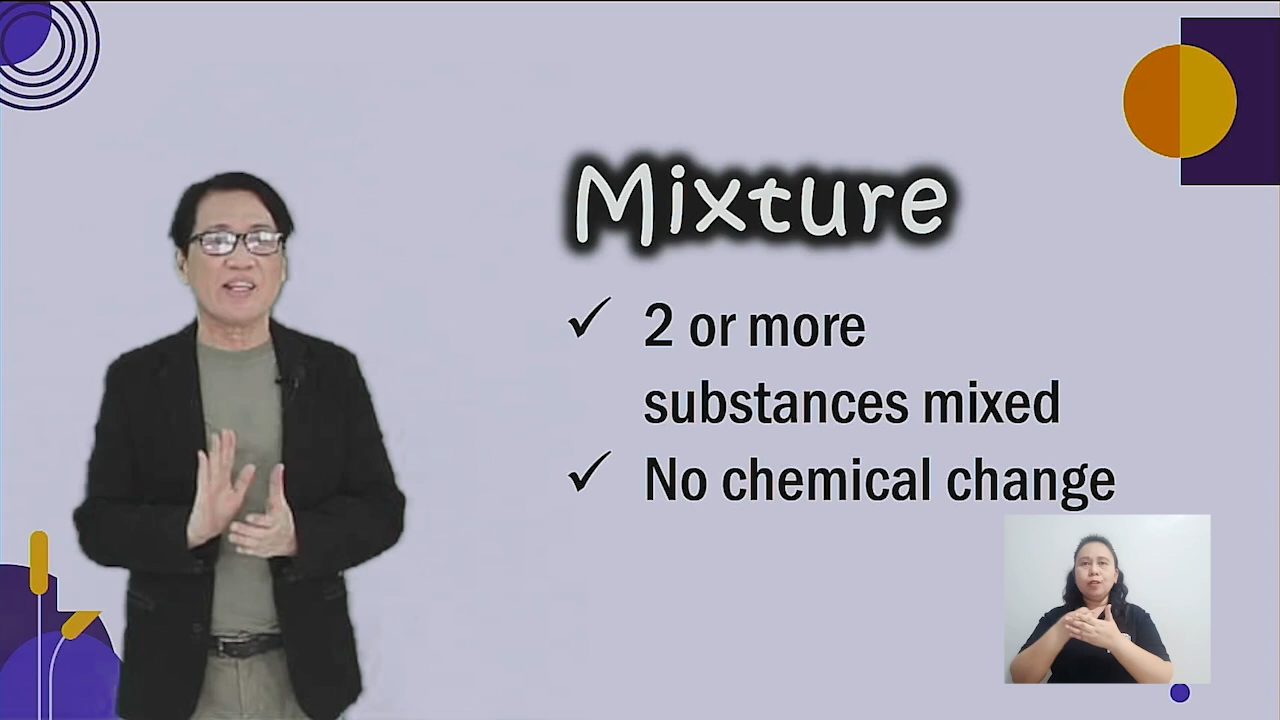 Mixture
✓ 2 or more
substances mixed
✓ No chemical change